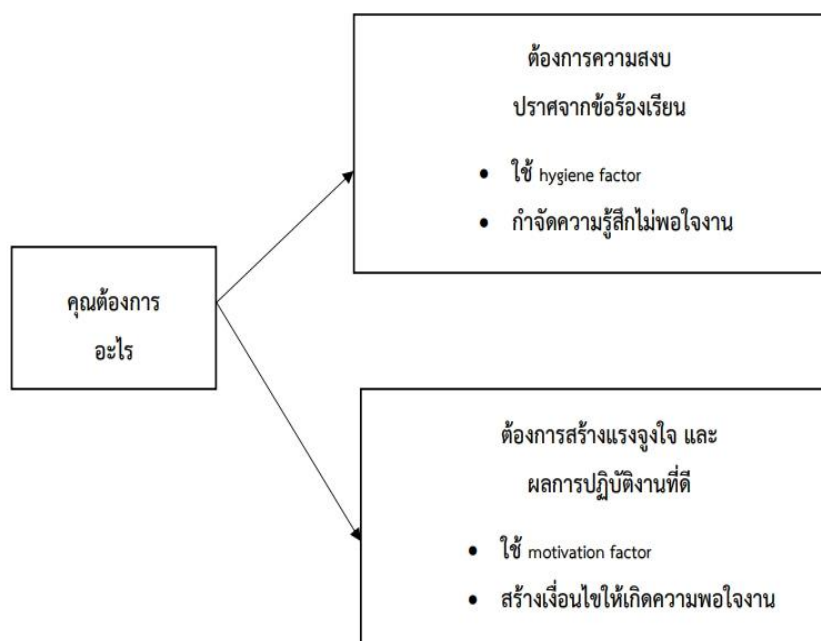 คุณต้องการ
อะไร
ต้องการความสงบ
ปราศจากข้อร้องเรียน
• ใช้ hygiene factor
• กำจัดความรู้สึกไม่พอใจงาน
ต้องการสร้างแรงจูงใจ และ
ผลการปฏิบัติงานที่ดี
• ใช้ motivation factor
• สร้างเงื่อนไขให้เกิดความพอใจงาน